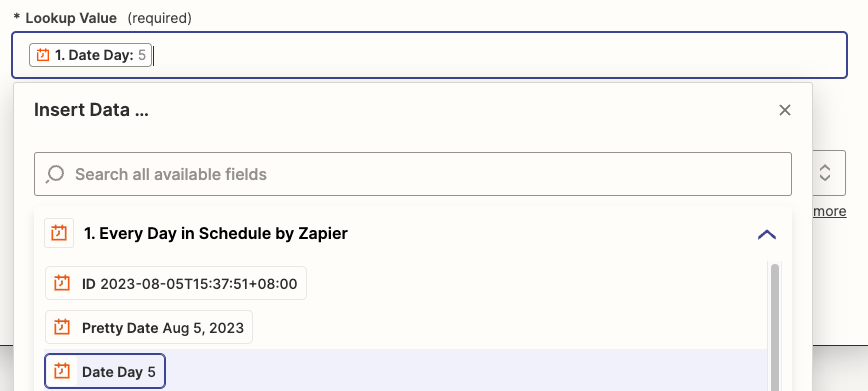 * Lookup Value (required)
1. Date Day: 5
Insert Data ...
Search all available fields
more
1. Every Day in Schedule by Zapier
ID 2023-08-05T15:37:51+08:00
Pretty Date Aug 5, 2023
Date Day 5